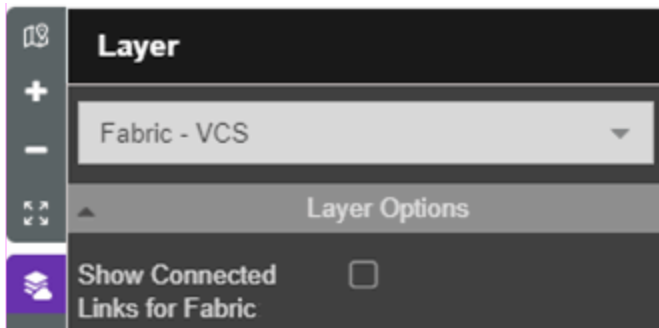 Layer
Fabric - VCS
Layer Options
Show Connected
Links for Fabric